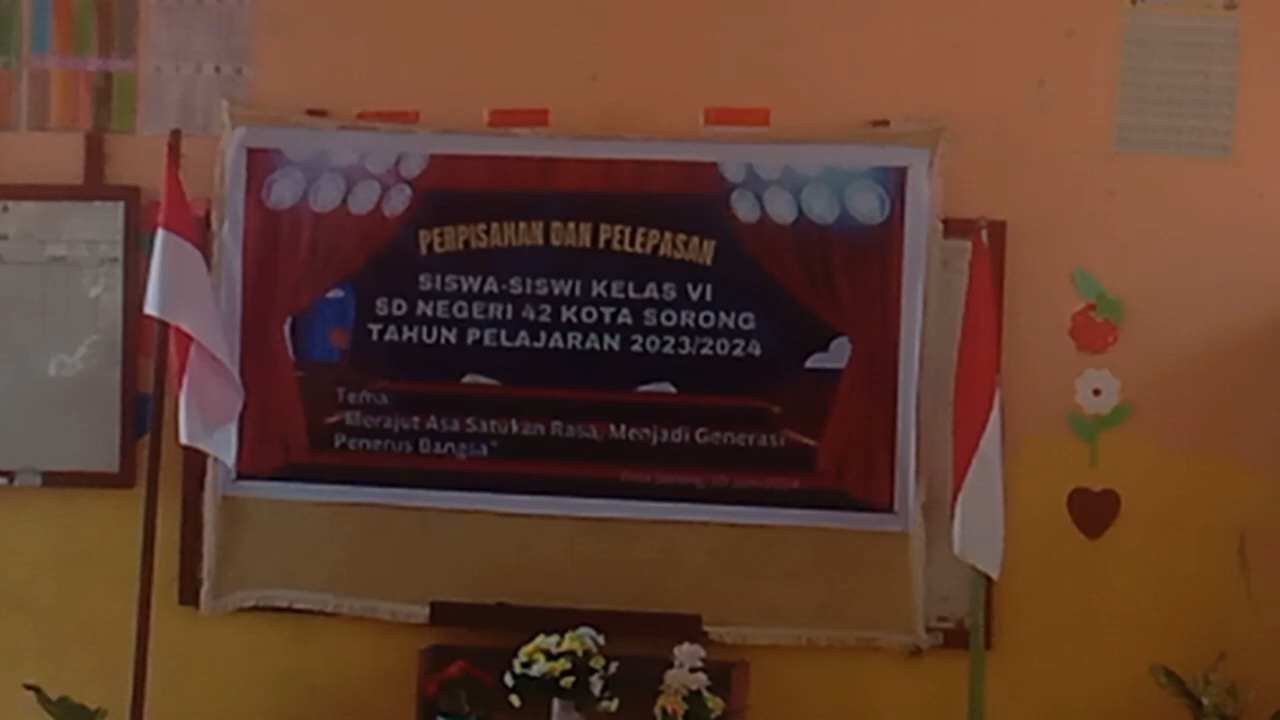 PERPISAHAN DAN PELEPASAN
SISWA-SISWI KELAS VI
SD NEGERI 42 KOTA SORONG
TAHUN PELAJARAN 2023/2024
Tema:
"Merajut Asa Satukan Rasa, Menjadi Generasi
Penerus Bangsa"